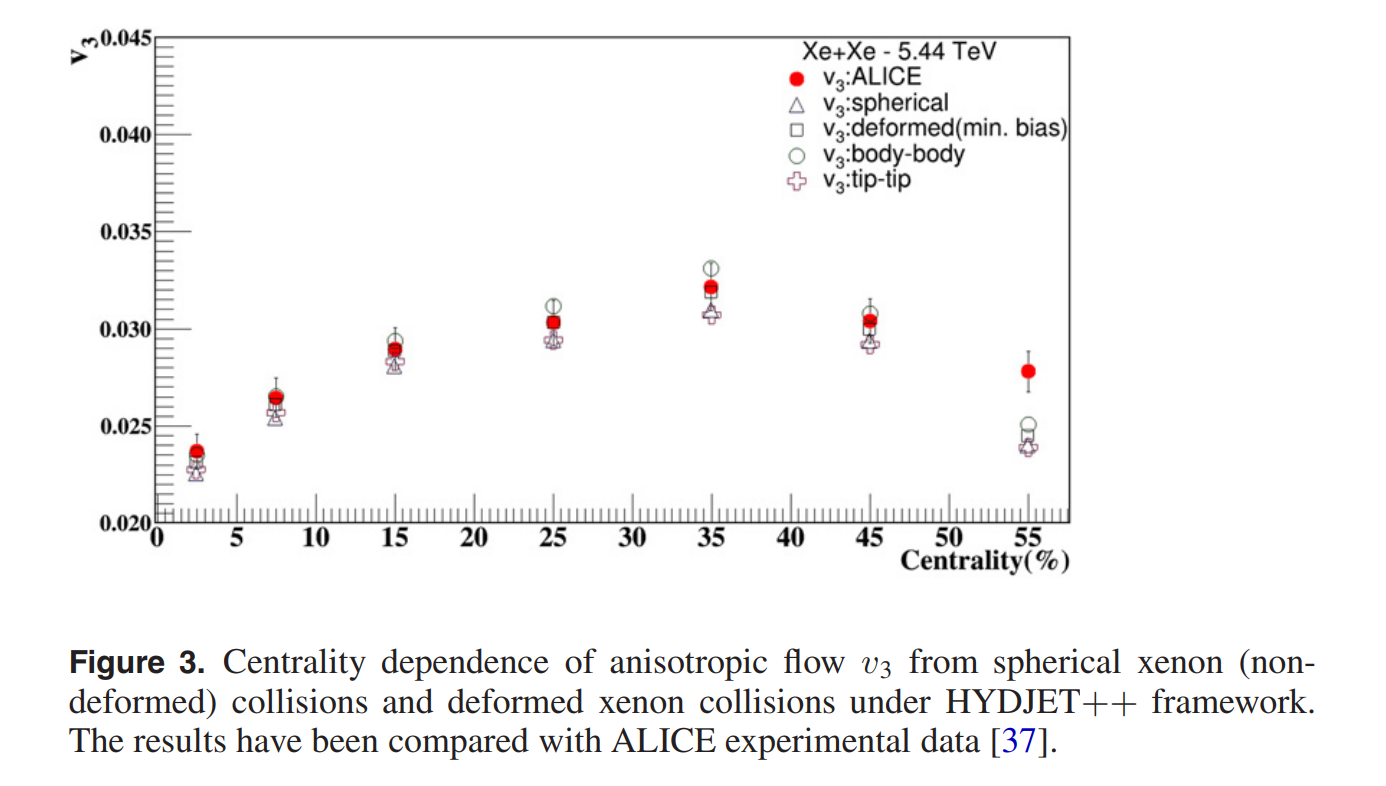 v3
0.045
Xe+Xe - 5.44 TeV
v3:ALICE
v3:spherical
v3:deformed(min. bias)
v3:body-body
v3:tip-tip
0.040
0.035
0.030
0.025
0.020
0 5 10 15 20 25 30 35 40 45 50 55
Centrality(%)
Figure 3. Centrality dependence of anisotropic flow v3 from spherical xenon (non-
deformed) collisions and deformed xenon collisions under HYDJET++ framework.
The results have been compared with ALICE experimental data [37].